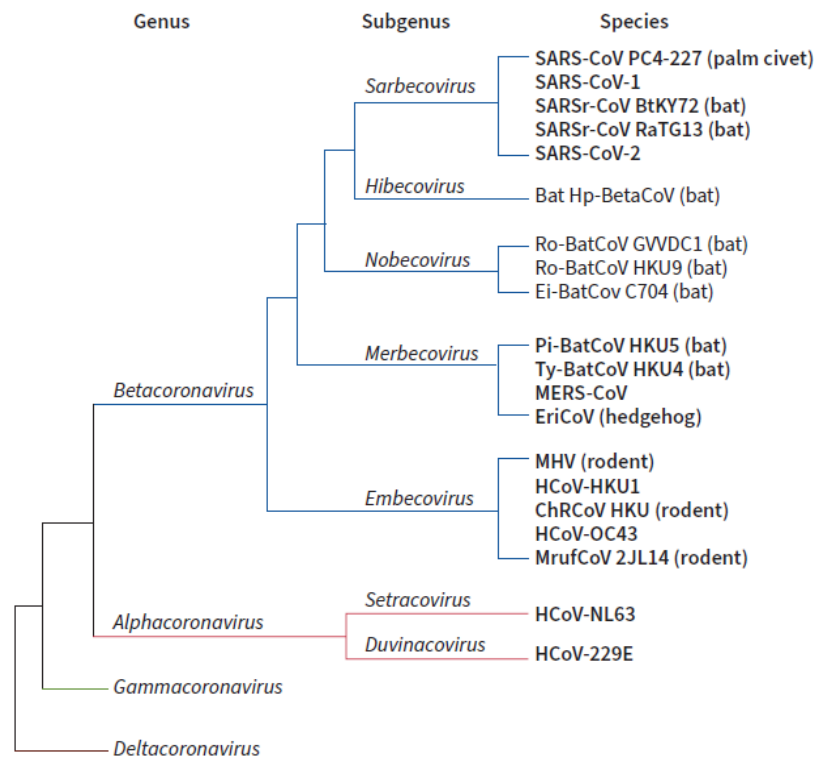 Genus Subgenus Species
SARS-CoV PC4-227 (palm civet)
Sarbecovirus
SARS-CoV-1
SARSr-CoV BtKY72 (bat)
SARSr-CoV RaTG13 (bat)
SARS-CoV-2
Hibecovirus
Bat Hp-BetaCoV (bat)
Ro-BatCoV GVVDC1 (bat)
Nobecovirus
Ro-BatCoV HKU9 (bat)
Ei-BatCov C704 (bat)
Merbecovirus
Pi-BatCoV HKU5 (bat)
Ty-BatCoV HKU4 (bat)
Betacoronavirus
MERS-CoV
EriCoV (hedgehog)
MHV (rodent)
HCoV-HKU1
Embecovirus
ChRCoV HKU (rodent)
HCoV-OC43
MrufCoV 2JL14 (rodent)
Setracovirus
HCoV-NL63
Alphacoronavirus
Duvinacovirus
HCoV-229E
Gammacoronavirus
Deltacoronavirus